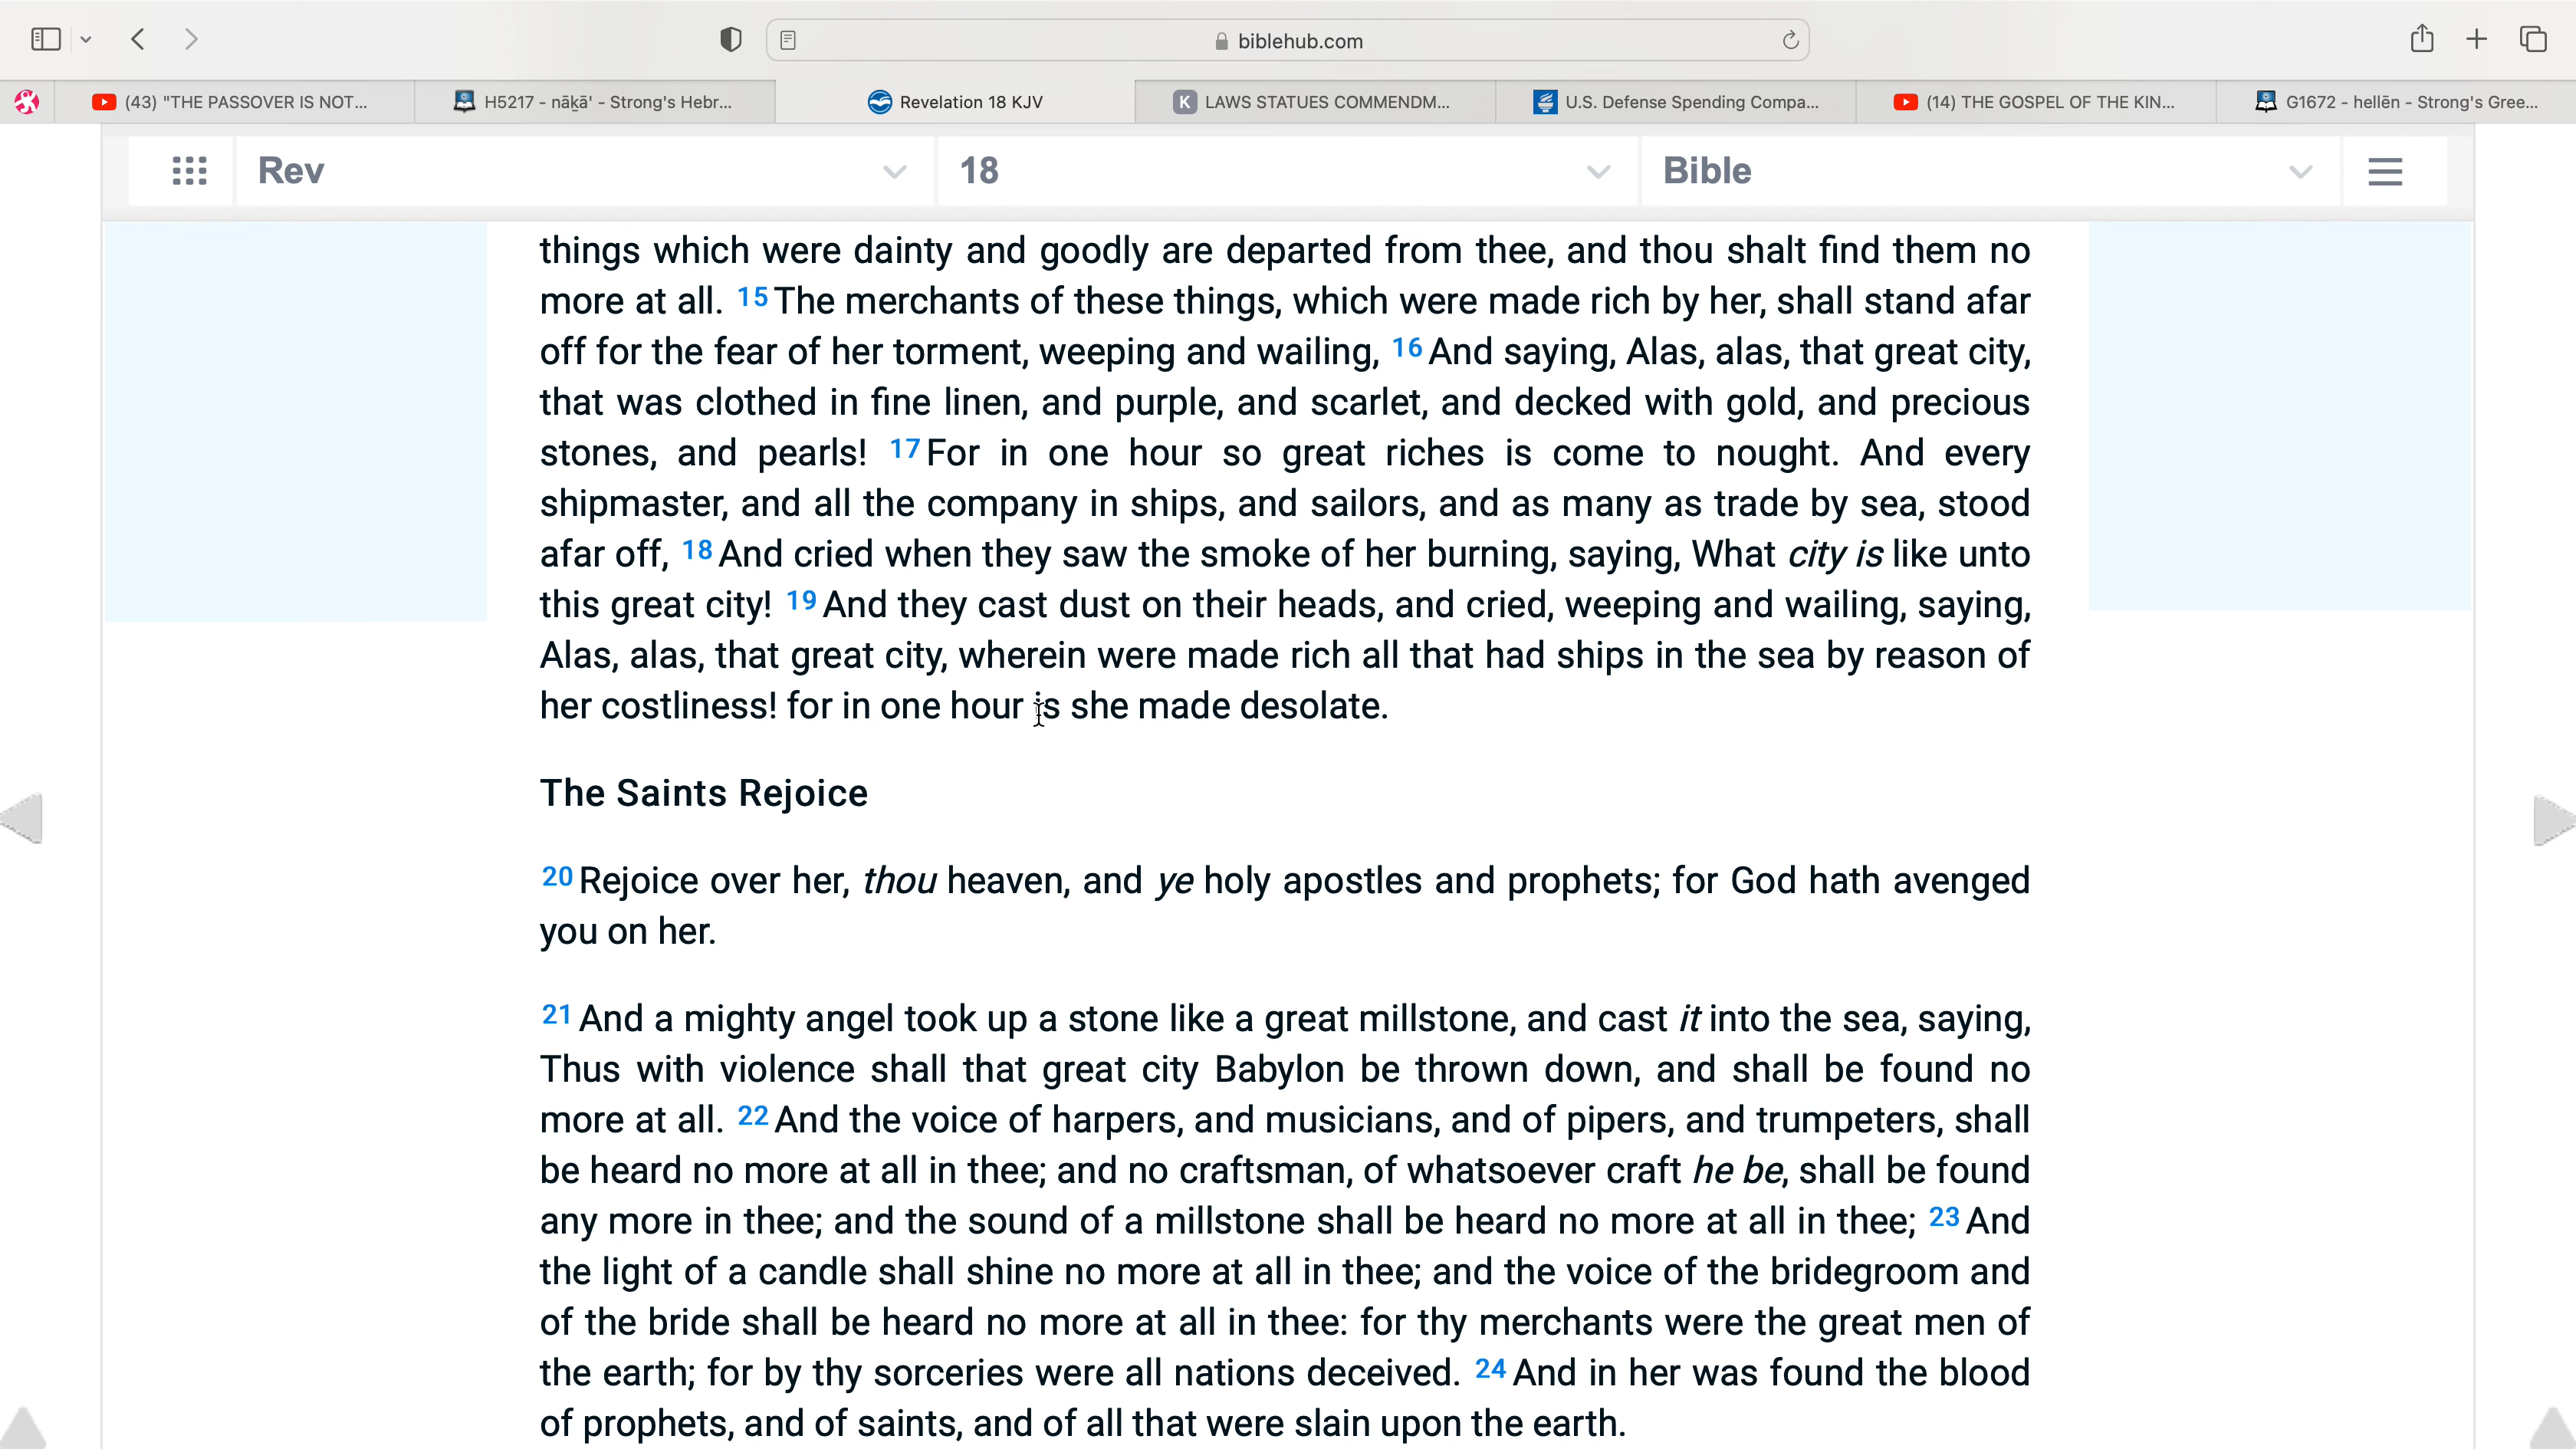 biblehub.com
(43) "THE PASSOVER IS NOT...
H5217 - nāḵā' - Strong's Hebr...
Revelation 18 KJV
K LAWS STATUES COMMENDM...
U.S. Defense Spending Compa...
(14) THE GOSPEL OF THE KIN...
G1672 - hellēn - Strong's Gree...
Rev
18
Bible
things which were dainty and goodly are departed from thee, and thou shalt find them no
more at all. 15 The merchants of these things, which were made rich by her, shall stand afar
off for the fear of her torment, weeping and wailing, 16 And saying, Alas, alas, that great city,
that was clothed in fine linen, and purple, and scarlet, and decked with gold, and precious
stones, and pearls! 17 For in one hour so great riches is come to nought. And every
shipmaster, and all the company in ships, and sailors, and as many as trade by sea, stood
afar off, 18 And cried when they saw the smoke of her burning, saying, What city is like unto
this great city! 19 And they cast dust on their heads, and cried, weeping and wailing, saying,
Alas, alas, that great city, wherein were made rich all that had ships in the sea by reason of
her costliness! for in one hour is she made desolate.
The Saints Rejoice
20 Rejoice over her, thou heaven, and ye holy apostles and prophets; for God hath avenged
you on her.
21 And a mighty angel took up a stone like a great millstone, and cast it into the sea, saying,
Thus with violence shall that great city Babylon be thrown down, and shall be found no
more at all. 22 And the voice of harpers, and musicians, and of pipers, and trumpeters, shall
be heard no more at all in thee; and no craftsman, of whatsoever craft he be, shall be found
any more in thee; and the sound of a millstone shall be heard no more at all in thee; 23 And
the light of a candle shall shine no more at all in thee; and the voice of the bridegroom and
of the bride shall be heard no more at all in thee: for thy merchants were the great men of
the earth; for by thy sorceries were all nations deceived. 24 And in her was found the blood
of prophets, and of saints, and of all that were slain upon the earth.